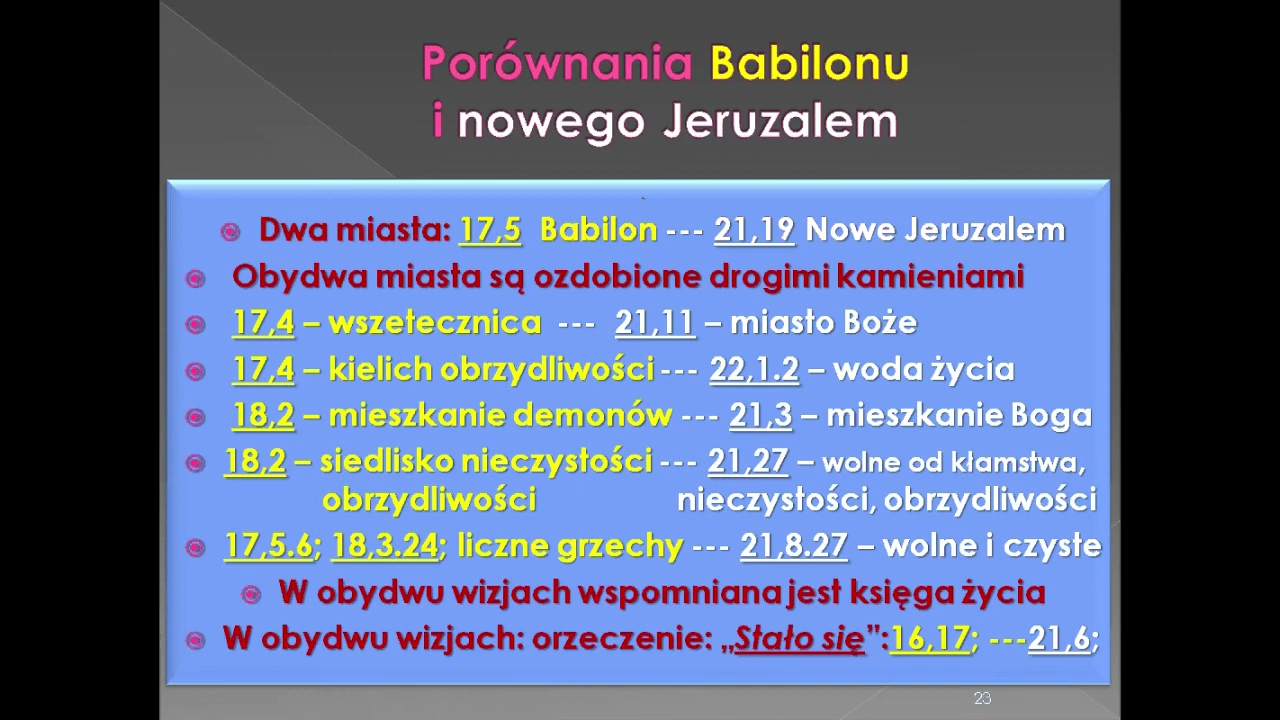 Porównania Babilonu
i nowego Jeruzalem
Dwa miasta: 17,5 Babilon --- 21,19 Nowe Jeruzalem
Obydwa miasta są ozdobione drogimi kamieniami
17,4 – wszetecznica --- 21,11 – miasto Boże
17,4 – kielich obrzydliwości --- 22,1.2 – woda życia
18,2 – mieszkanie demonów --- 21,3 – mieszkanie Boga
18,2 – siedlisko nieczystości --- 21,27 – wolne od kłamstwa,
obrzydliwości nieczystości, obrzydliwości
17,5.6; 18,3.24; liczne grzechy --- 21,8.27 – wolne i czyste
W obydwu wizjach wspomniana jest księga życia
W obydwu wizjach: orzeczenie: „Stało się”:16,17; ---21,6;
23